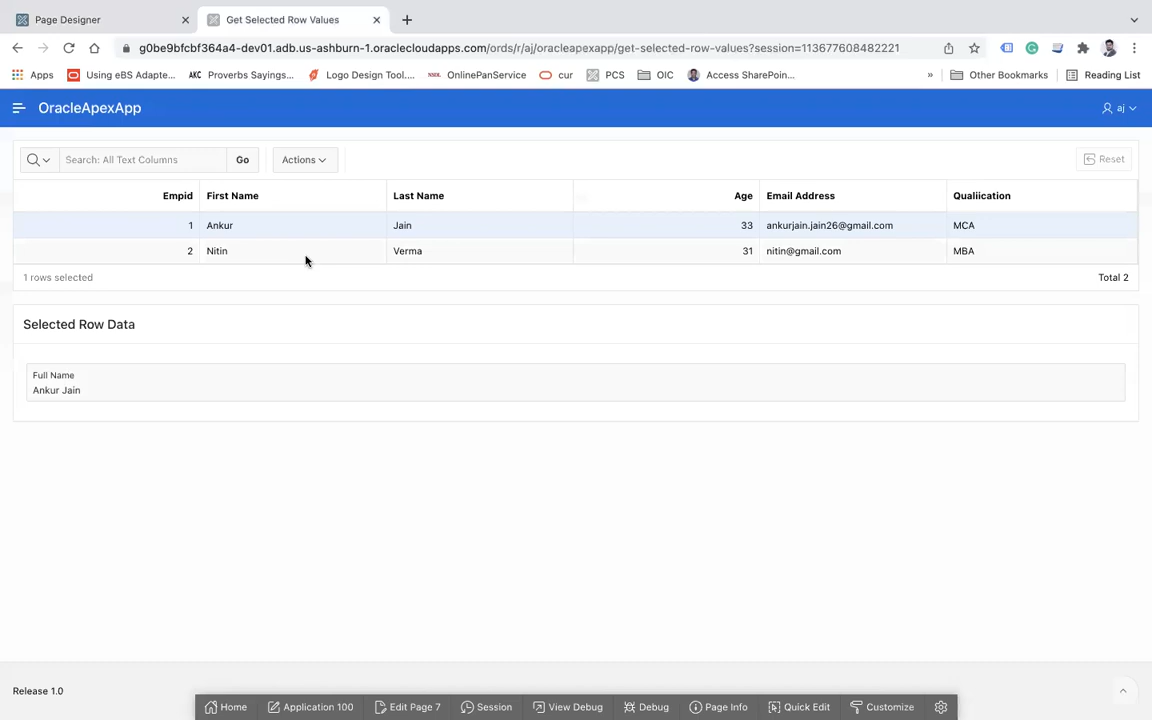 Page Designer
Get Selected Row Values
g0be9bfcbf364a4-dev01.adb.us-ashburn-1.oraclecloudapps.com/ords/r/aj/oracleapexapp/get-selected-row-values?session=113677608482221
Apps Using eBS Adapte... AKC Proverbs Sayings... Logo Design Tool.... OnlinePanService cur PCS OIC Access SharePoin... » Other Bookmarks Reading List
OracleApexApp aj
Search: All Text Columns Go Actions Reset
Empid First Name Last Name Age Email Address Qualiication
1 Ankur Jain 33 ankurjain.jain26@gmail.com MCA
2 Nitin Verma 31 nitin@gmail.com MBA
1 rows selected Total 2
Selected Row Data
Full Name
Ankur Jain
Release 1.0
Home Application 100 Edit Page 7 Session View Debug Debug Page Info Quick Edit Customize